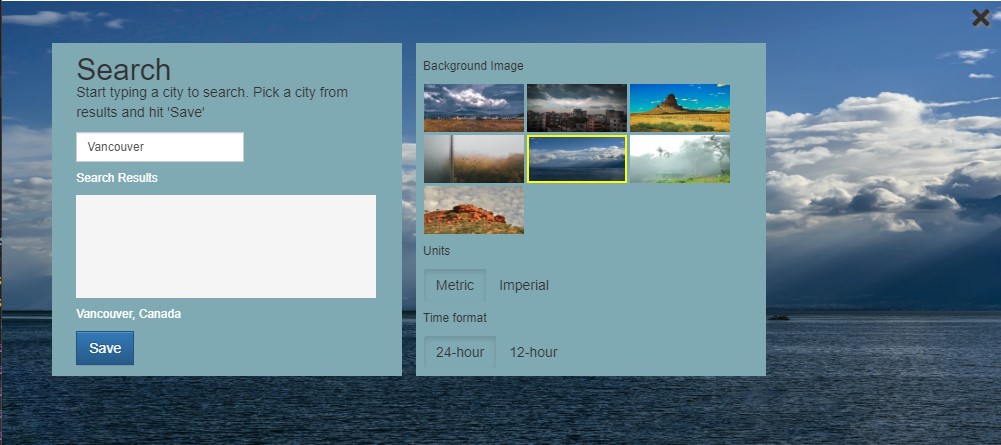 Search
Start typing a city to search. Pick a city from
results and hit 'Save'
Vancouver
Search Results
Vancouver, Canada
Save
Background Image
Units
Metric Imperial
Time format
24-hour 12-hour